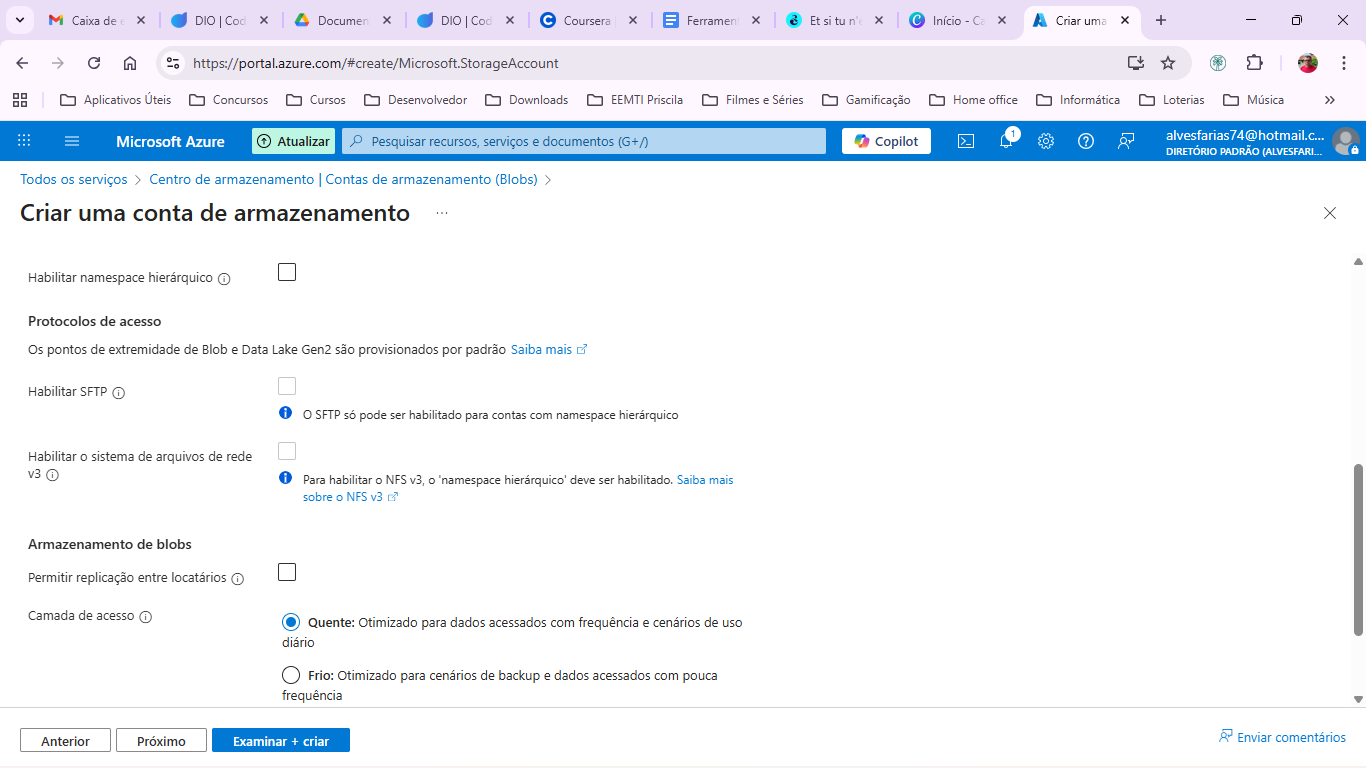 Caixa de e
DIO | Cod
Documen
DIO | Cod
Coursera
Ferrament
Et si tu n'e
Início - Ca
Criar uma
https://portal.azure.com/#create/Microsoft.StorageAccount
Aplicativos Úteis
Concursos
Cursos
Desenvolvedor
Downloads
EEMTI Priscila
Filmes e Séries
Gamificação
Home office
Informática
Loterias
Música
Microsoft Azure
Atualizar
Pesquisar recursos, serviços e documentos (G+/)
Copilot
1
alvesfarias74@hotmail.c...
DIRETÓRIO PADRÃO (ALVESFARI...
Todos os serviços > Centro de armazenamento | Contas de armazenamento (Blobs) >
Criar uma conta de armazenamento ...
Habilitar namespace hierárquico
Protocolos de acesso
Os pontos de extremidade de Blob e Data Lake Gen2 são provisionados por padrão Saiba mais
Habilitar SFTP
O SFTP só pode ser habilitado para contas com namespace hierárquico
Habilitar o sistema de arquivos de rede
v3
Para habilitar o NFS v3, o 'namespace hierárquico' deve ser habilitado. Saiba mais
sobre o NFS v3
Armazenamento de blobs
Permitir replicação entre locatários
Camada de acesso
Quente: Otimizado para dados acessados com frequência e cenários de uso
diário
Frio: Otimizado para cenários de backup e dados acessados com pouca
frequência
Anterior
Próximo
Examinar + criar
Enviar comentários